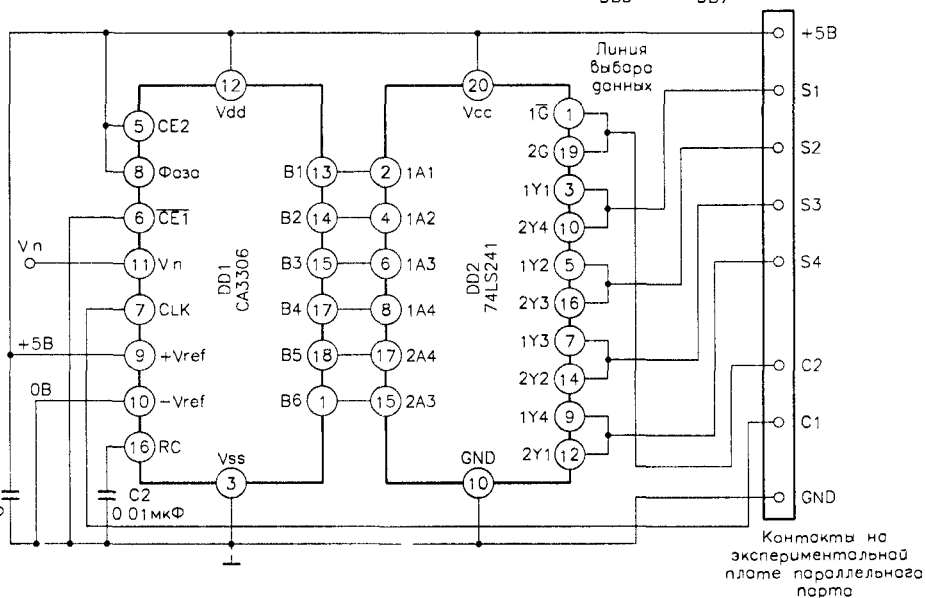 +5В
Линия
выбора
данных
S1
S2
S3
S4
C2
C1
GND
12
Vdd
20
Vcc
5 CE2
8 Фаза
6 CE1
Vп
11 Vп
7 CLK
+5В
9 +Vref
0В
10 -Vref
16 RC
Vss
3
DD1
CA3306
B1 13
B2 14
B3 15
B4 17
B5 18
B6 1
2 1A1
4 1A2
6 1A3
8 1A4
17 2A4
15 2A3
DD2
74LS241
1G 1
2G 19
1Y1 3
2Y4 10
1Y2 5
2Y3 16
1Y3 7
2Y2 14
1Y4 9
2Y1 12
GND
10
C2
0 01мкФ
Контакты на
экспериментальной
плате параллельного
порта